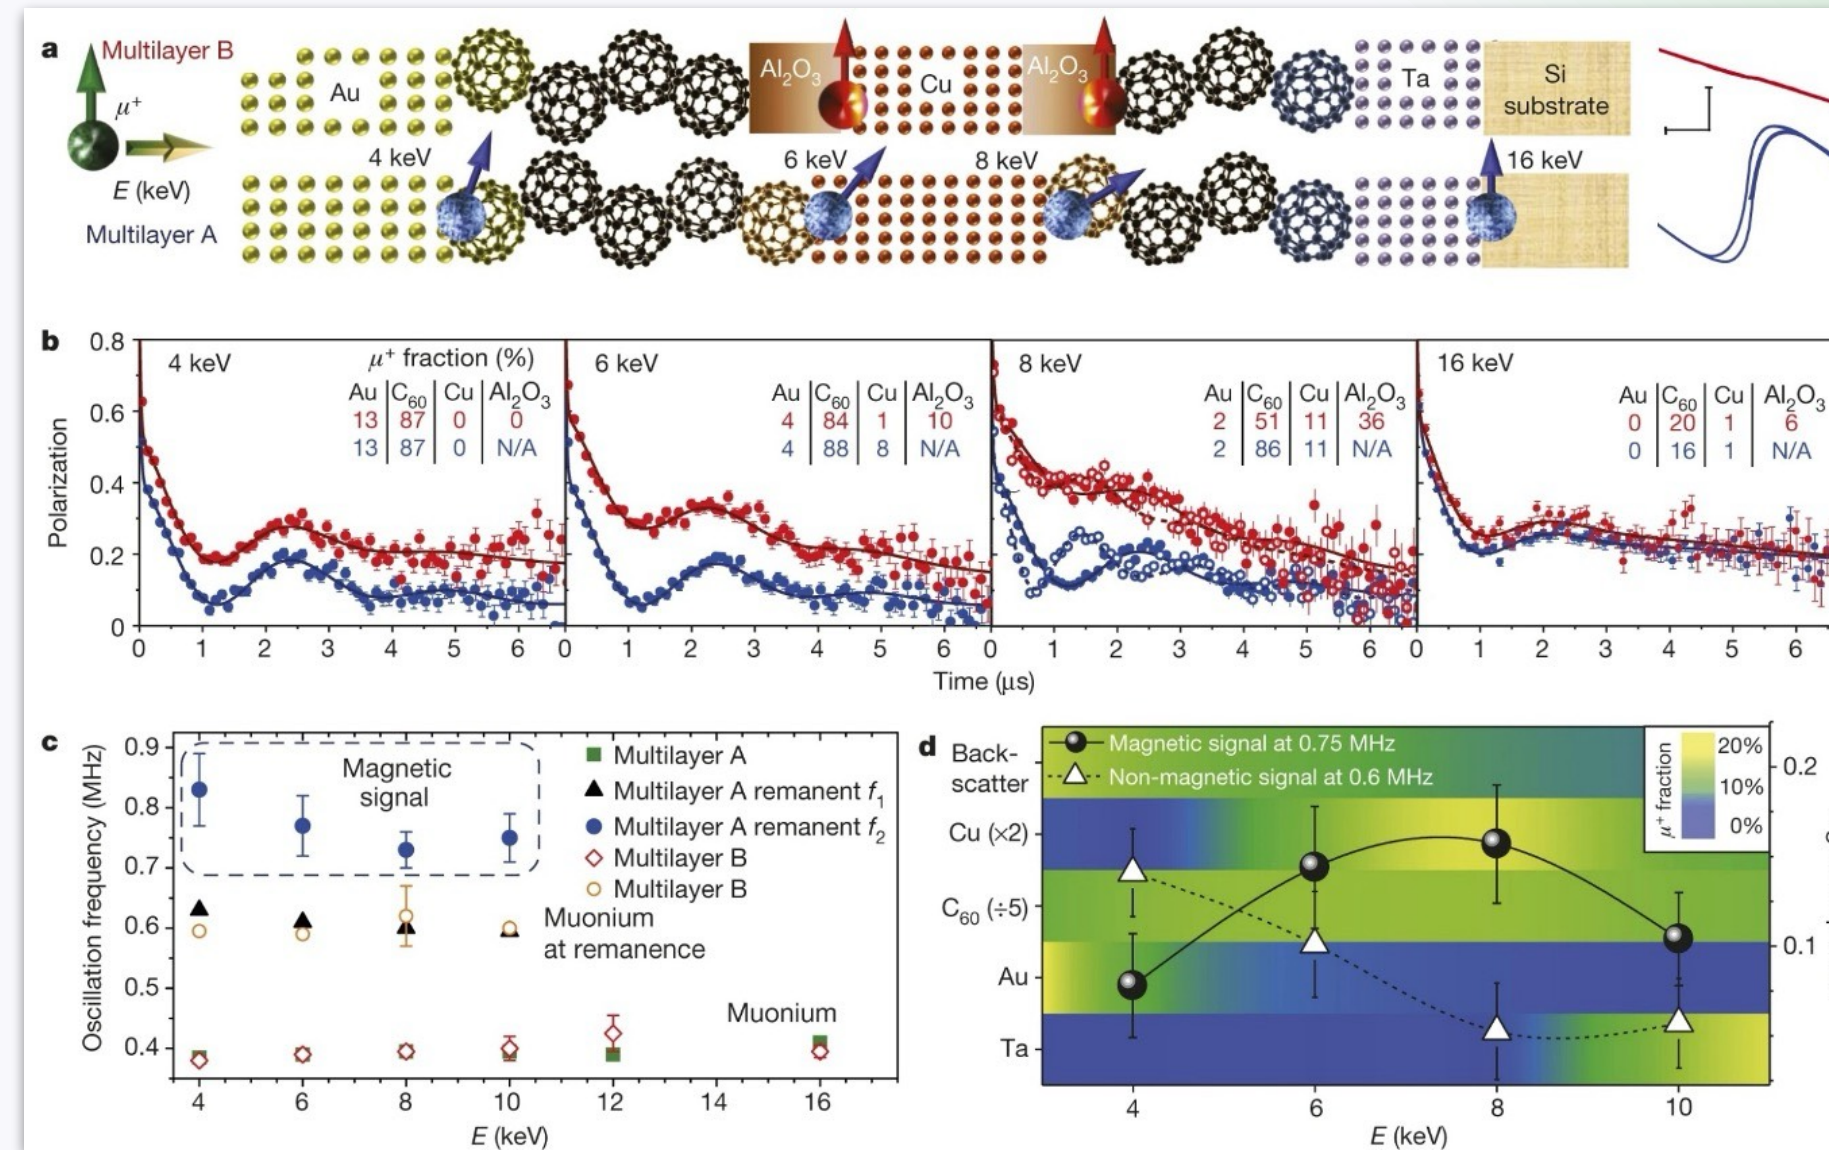 a
Multilayer B
μ⁺
E (keV)
Multilayer A
Au
Al₂O₃
Cu
Al₂O₃
Ta
Si
substrate
4 keV
6 keV
8 keV
16 keV
b
Polarization
0.8
0.6
0.4
0.2
0
4 keV
μ⁺ fraction (%)
Au C₆₀ Cu Al₂O₃
13 87 0 0
13 87 0 N/A
6 keV
Au C₆₀ Cu Al₂O₃
4 84 1 10
4 88 8 N/A
8 keV
Au C₆₀ Cu Al₂O₃
2 51 11 36
2 86 11 N/A
16 keV
Au C₆₀ Cu Al₂O₃
0 20 1 6
0 16 1 N/A
0 1 2 3 4 5 6 0 1 2 3 4 5 6 0 1 2 3 4 5 6 0 1 2 3 4 5 6
Time (μs)
c
Oscillation frequency (MHz)
0.9
0.8
0.7
0.6
0.5
0.4
Magnetic
signal
Multilayer A
Multilayer A remanent f₁
Multilayer A remanent f₂
Multilayer B
Multilayer B
Muonium
at remanence
Muonium
4 6 8 10 12 14 16
E (keV)
d
Back-
scatter
Cu (×2)
C₆₀ (÷5)
Au
Ta
Magnetic signal at 0.75 MHz
Non-magnetic signal at 0.6 MHz
μ⁺ fraction
20%
10%
0%
0.2
0.1
4 6 8 10
E (keV)